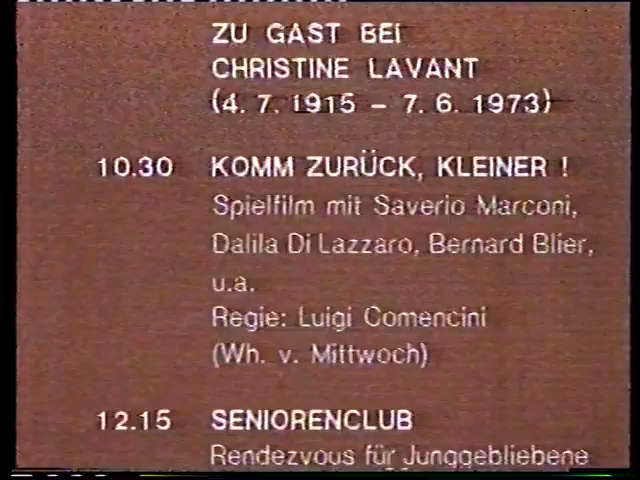 ZU GAST BEI
CHRISTINE LAVANT
(4. 7. 1915 – 7. 6. 1973)
10.30 KOMM ZURÜCK, KLEINER !
Spielfilm mit Saverio Marconi,
Dalila Di Lazzaro, Bernard Blier,
u.a.
Regie: Luigi Comencini
(Wh. v. Mittwoch)
12.15 SENIORENCLUB
Rendezvous für Junggebliebene